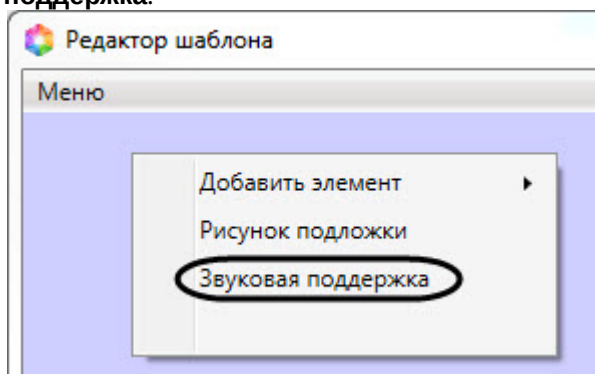 поддержка.
Редактор шаблона
Меню
Добавить элемент
Рисунок подложки
Звуковая поддержка